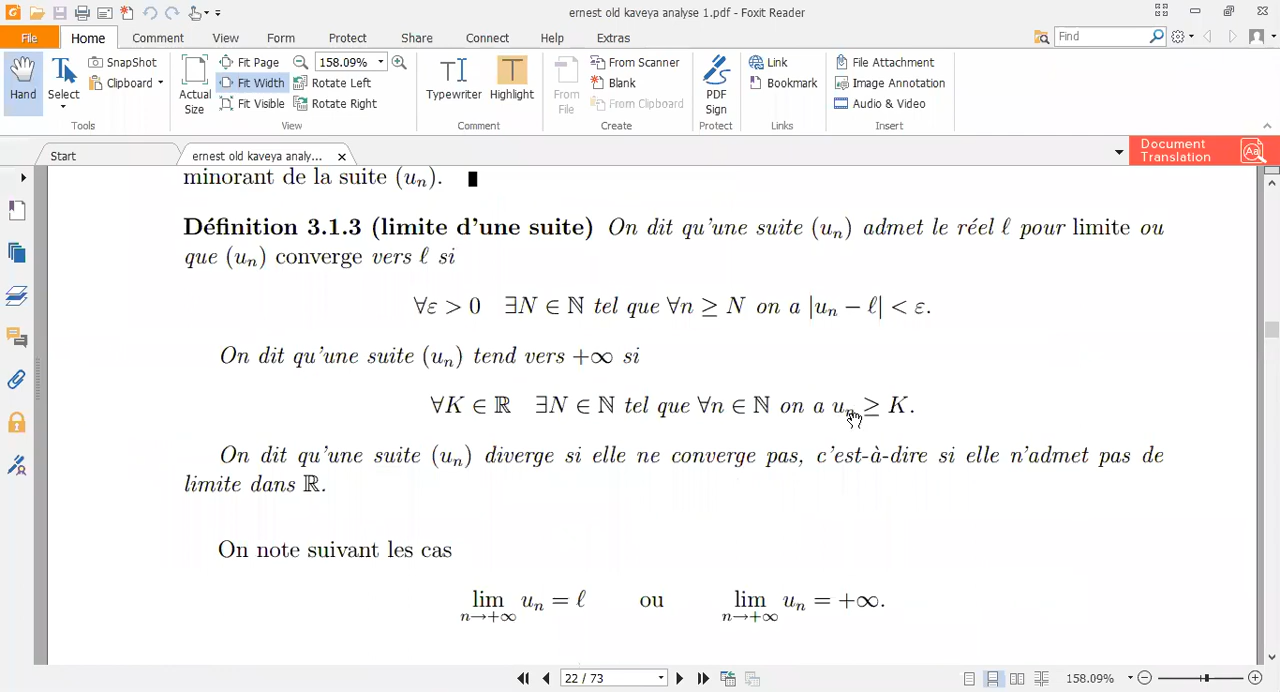 ernest old kaveya analyse 1.pdf - Foxit Reader
File Home Comment View Form Protect Share Connect Help Extras Find
Hand Select SnapShot Clipboard Tools
Actual Size Fit Page Fit Width Fit Visible 158.09% Rotate Left Rotate Right View
Typewriter Highlight Comment
From File From Scanner Blank From Clipboard Create
PDF Sign Protect
Link Bookmark Links
File Attachment Image Annotation Audio & Video Insert
Start ernest old kaveya analy... Document Translation Aa
minorant de la suite (uₙ). ∎
Définition 3.1.3 (limite d'une suite) On dit qu'une suite (uₙ) admet le réel ℓ pour limite ou
que (uₙ) converge vers ℓ si
∀ε > 0 ∃N ∈ ℕ tel que ∀n ≥ N on a |uₙ − ℓ| < ε.
On dit qu'une suite (uₙ) tend vers +∞ si
∀K ∈ ℝ ∃N ∈ ℕ tel que ∀n ∈ ℕ on a uₙ ≥ K.
On dit qu'une suite (uₙ) diverge si elle ne converge pas, c'est-à-dire si elle n'admet pas de
limite dans ℝ.
On note suivant les cas
lim n→+∞ uₙ = ℓ ou lim n→+∞ uₙ = +∞.
22 / 73 158.09%